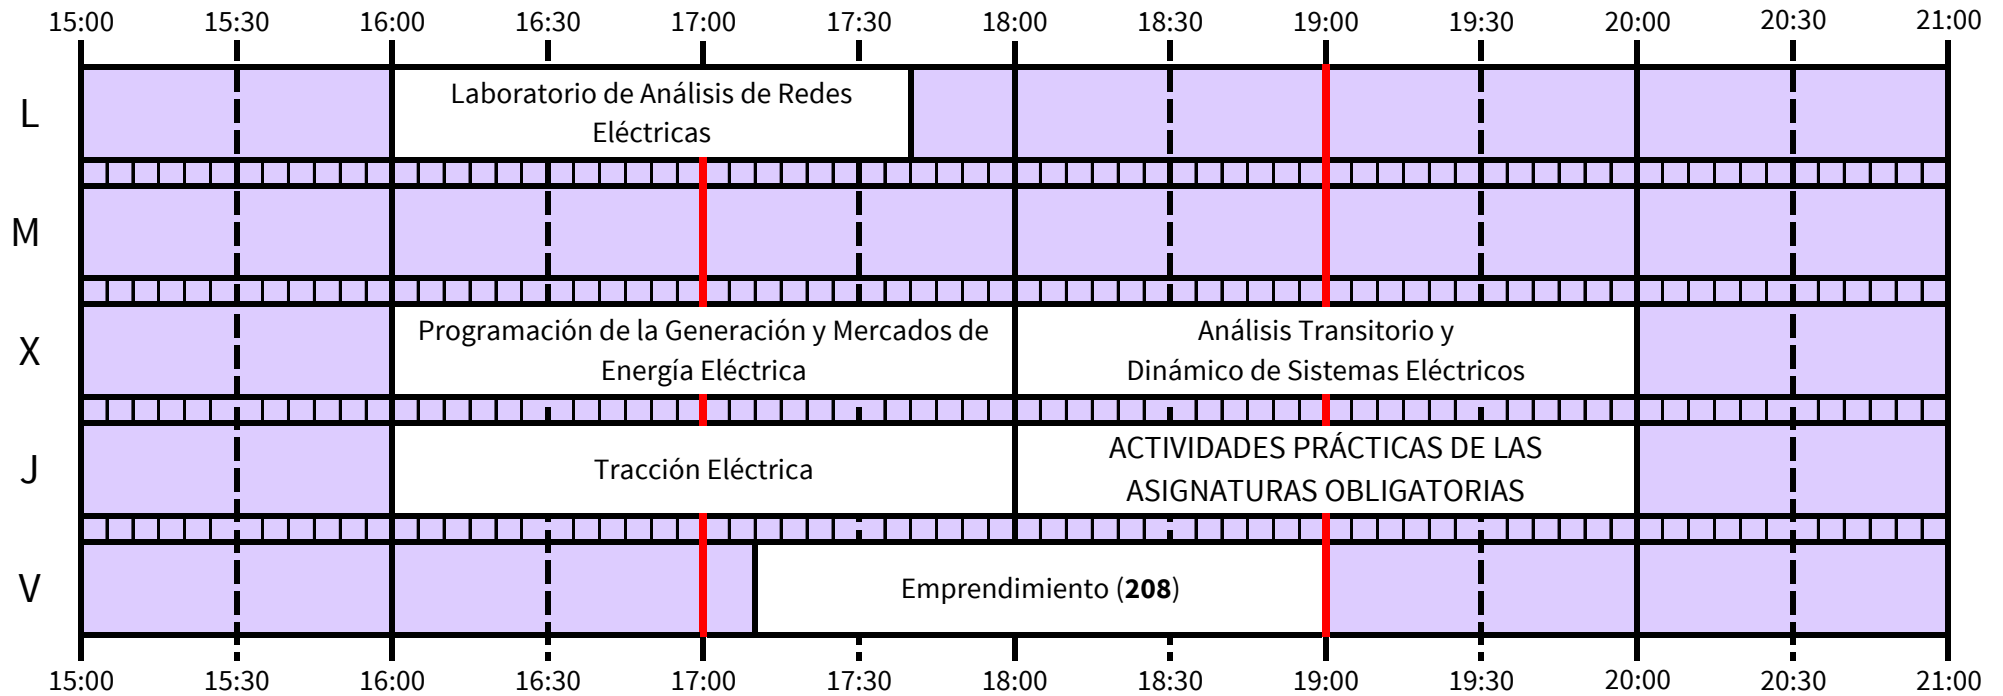 15:00 15:30 16:00 16:30 17:00 17:30 18:00 18:30 19:00 19:30 20:00 20:30 21:00
L
Laboratorio de Análisis de Redes
Eléctricas
M
X
Programación de la Generación y Mercados de
Energía Eléctrica
Análisis Transitorio y
Dinámico de Sistemas Eléctricos
J
Tracción Eléctrica
ACTIVIDADES PRÁCTICAS DE LAS
ASIGNATURAS OBLIGATORIAS
V
Emprendimiento (208)
15:00 15:30 16:00 16:30 17:00 17:30 18:00 18:30 19:00 19:30 20:00 20:30 21:00